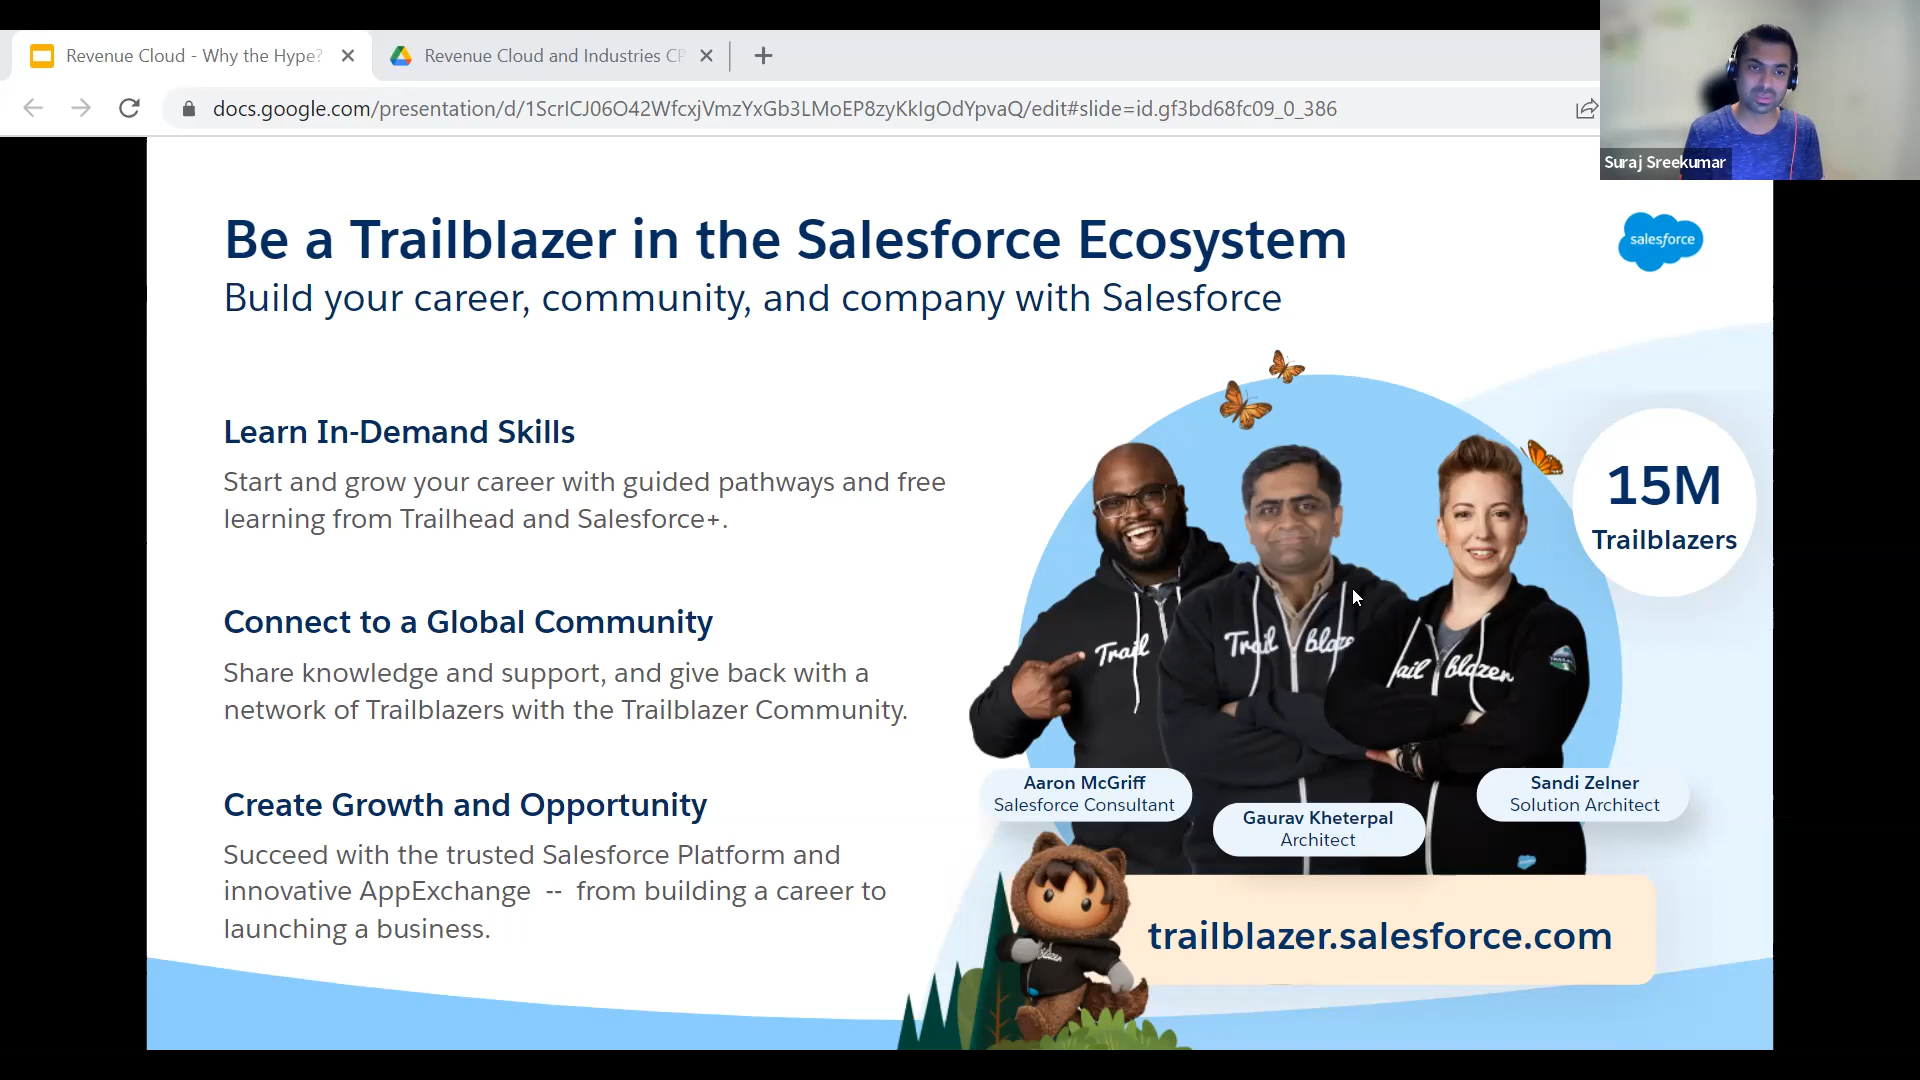 Revenue Cloud - Why the Hype?
Revenue Cloud and Industries CP
docs.google.com/presentation/d/1ScrICJ06O42WfcxjVmzYxGb3LMoEP8zyKkIgOdYpvaQ/edit#slide=id.gf3bd68fc09_0_386
Suraj Sreekumar
Be a Trailblazer in the Salesforce Ecosystem
Build your career, community, and company with Salesforce
salesforce
Learn In-Demand Skills
Start and grow your career with guided pathways and free
learning from Trailhead and Salesforce+.
Connect to a Global Community
Share knowledge and support, and give back with a
network of Trailblazers with the Trailblazer Community.
Create Growth and Opportunity
Succeed with the trusted Salesforce Platform and
innovative AppExchange -- from building a career to
launching a business.
15M
Trailblazers
Trail
Trail blaze
ail blazer
Aaron McGriff
Salesforce Consultant
Gaurav Kheterpal
Architect
Sandi Zelner
Solution Architect
trailblazer.salesforce.com